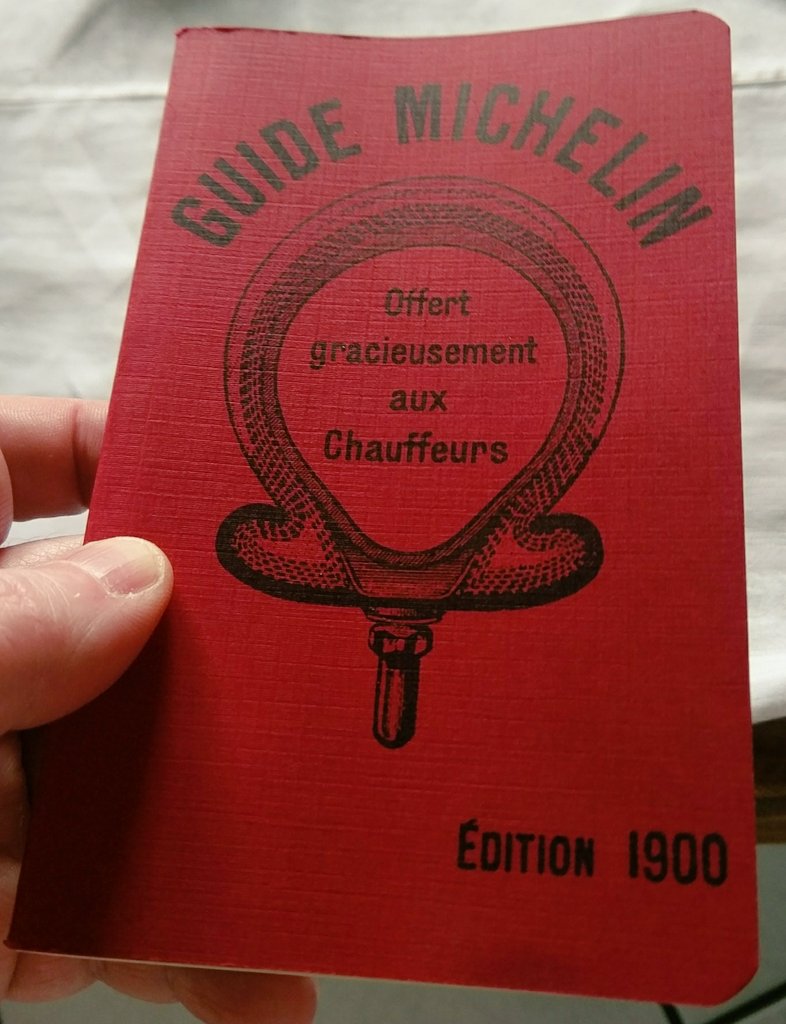 GUIDE MICHELIN
Offert
gracieusement
aux
Chauffeurs
ÉDITION 1900